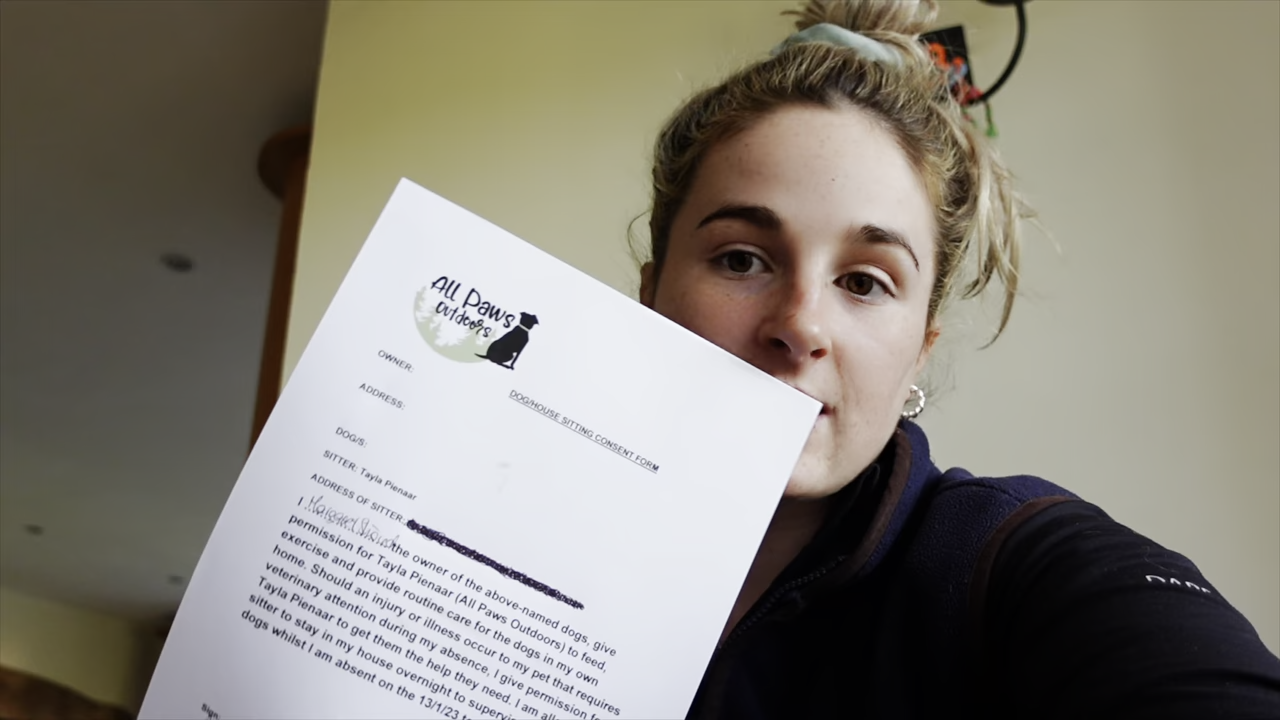 All Paws
Outdoors
OWNER:
DOG/HOUSE SITTING CONSENT FORM
ADDRESS:
DOG/S:
SITTER: Tayla Pienaar
ADDRESS OF SITTER:
I Margaret the owner of the above-named dogs, give
permission for Tayla Pienaar (All Paws Outdoors) to feed,
exercise and provide routine care for the dogs in my own
home. Should an injury or illness occur to my pet that requires
veterinary attention during my absence, I give permission
Tayla Pienaar to get them the help they need. I am
sitter to stay in my house overnight to
dogs whilst I am absent on the 13/1/23